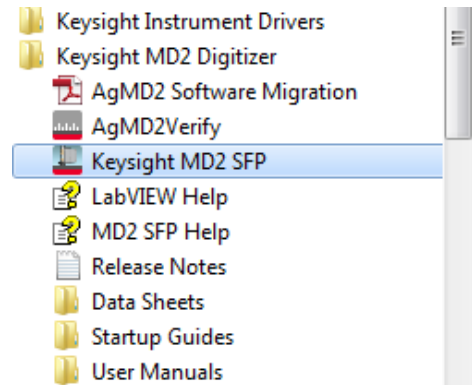 Keysight Instrument Drivers
Keysight MD2 Digitizer
AgMD2 Software Migration
AgMD2Verify
Keysight MD2 SFP
LabVIEW Help
MD2 SFP Help
Release Notes
Data Sheets
Startup Guides
User Manuals